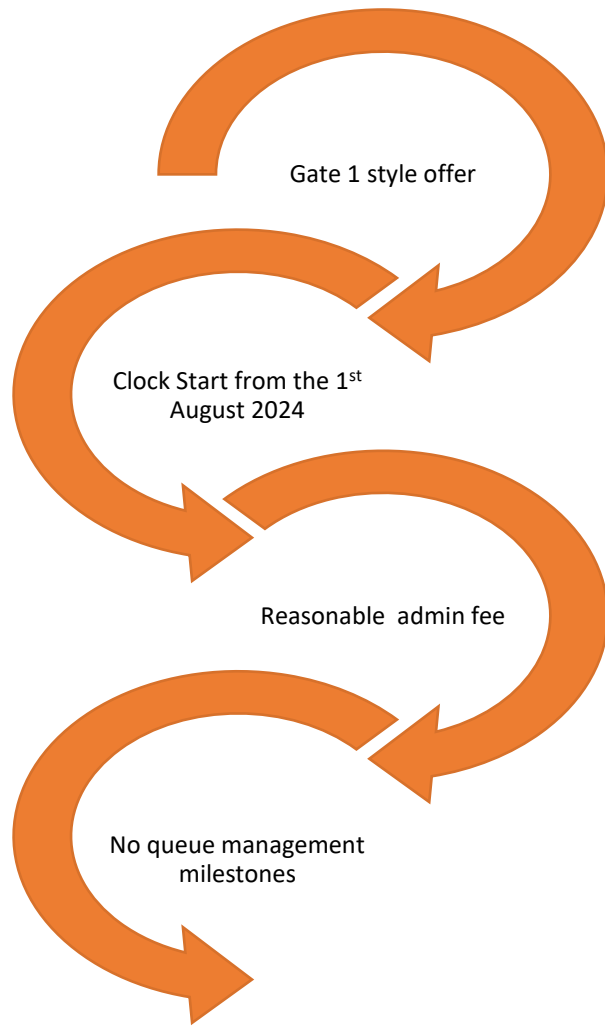 Gate 1 style offer
Clock Start from the 1st
August 2024
Reasonable  admin fee
No queue management
milestones